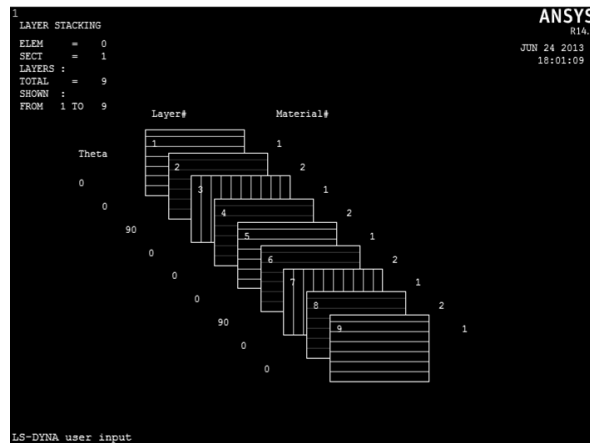 1
LAYER STACKING
ELEM = 0
SECT = 1
LAYERS :
TOTAL = 9
SHOWN :
FROM 1 TO 9
ANSYS
R14.
JUN 24 2013
18:01:09
Layer# Material#
Theta
1 1
2 2
0 3 1
0 4 2
90 5 1
0 6 2
0 7 1
0 8 2
90 9 1
0
0
LS-DYNA user input